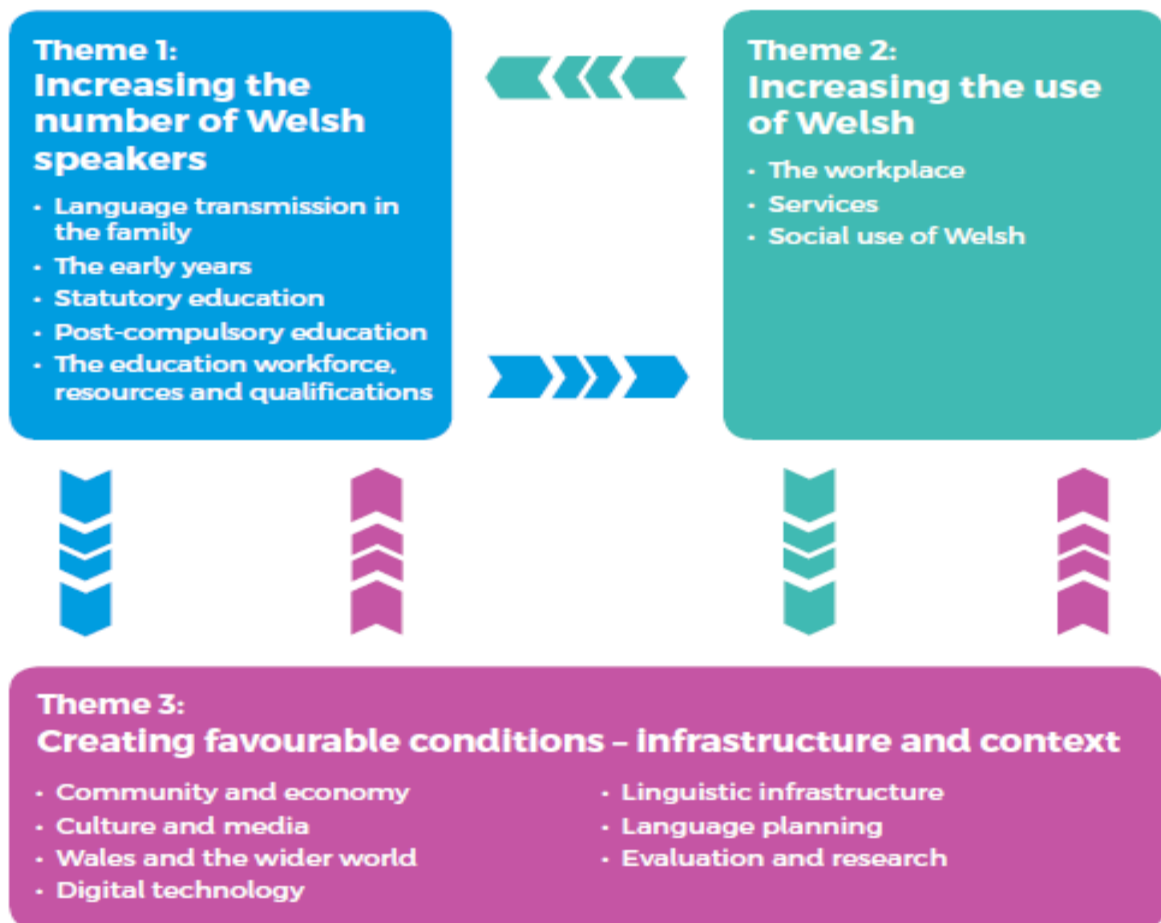 Theme 1:
Increasing the
number of Welsh
speakers
• Language transmission in
the family
• The early years
• Statutory education
• Post-compulsory education
• The education workforce,
resources and qualifications
Theme 2:
Increasing the use
of Welsh
• The workplace
• Services
• Social use of Welsh
Theme 3:
Creating favourable conditions – infrastructure and context
• Community and economy
• Culture and media
• Wales and the wider world
• Digital technology
• Linguistic infrastructure
• Language planning
• Evaluation and research